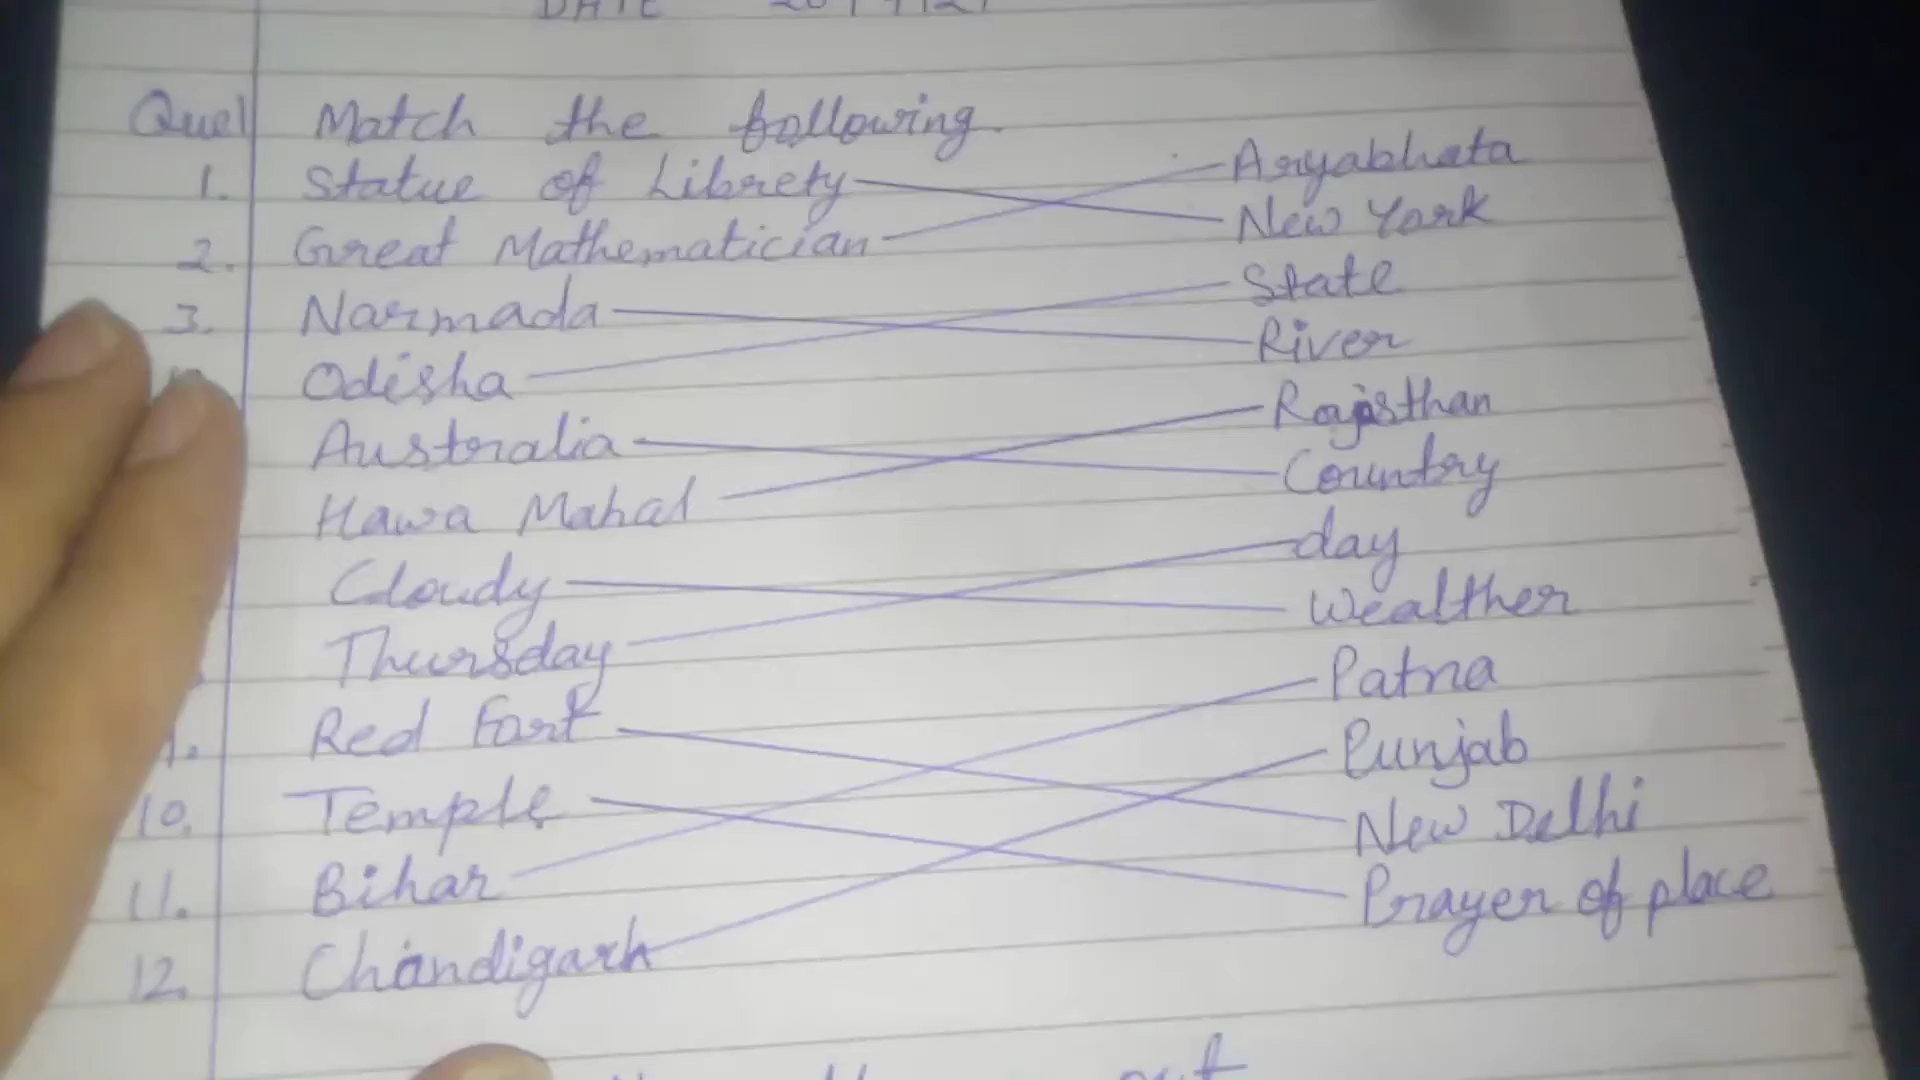 DATE
Que1 Match the following.
1. Statue of Librety Aryabhata
2. Great Mathematician New York
3. Narmada State
Odisha River
Australia Rajasthan
Hawa Mahal Country
Cloudy day
Thursday Wealther
Red Fort Patna
10. Temple Punjab
11. Bihar New Delhi
12. Chandigarh Prayer of place